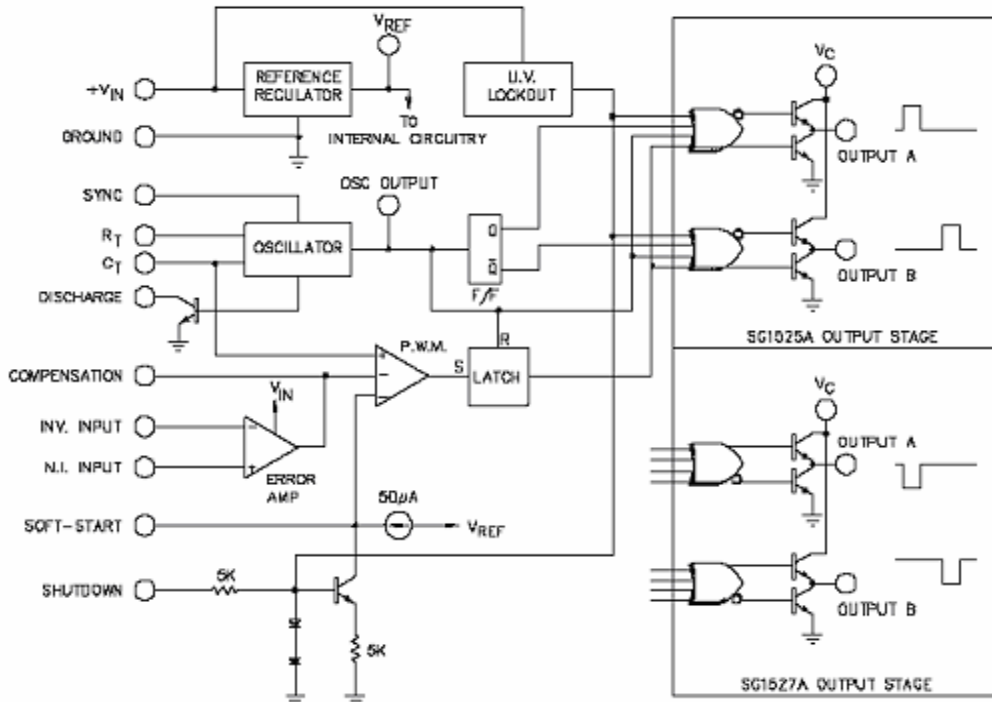 VREF
VC
+VIN
REFERENCE
REGULATOR
U.V.
LOCKOUT
TO
INTERNAL CIRCUITRY
GROUND
OUTPUT A
OSC OUTPUT
SYNC
RT
OSCILLATOR
Q
CT
Q̅
OUTPUT B
DISCHARGE
F/F
SG1525A OUTPUT STAGE
P.W.M.
R
S
LATCH
COMPENSATION
VIN
VC
INV. INPUT
OUTPUT A
N.I. INPUT
ERROR
AMP
50µA
SOFT-START
VREF
SHUTDOWN
5K
5K
OUTPUT B
SG1527A OUTPUT STAGE